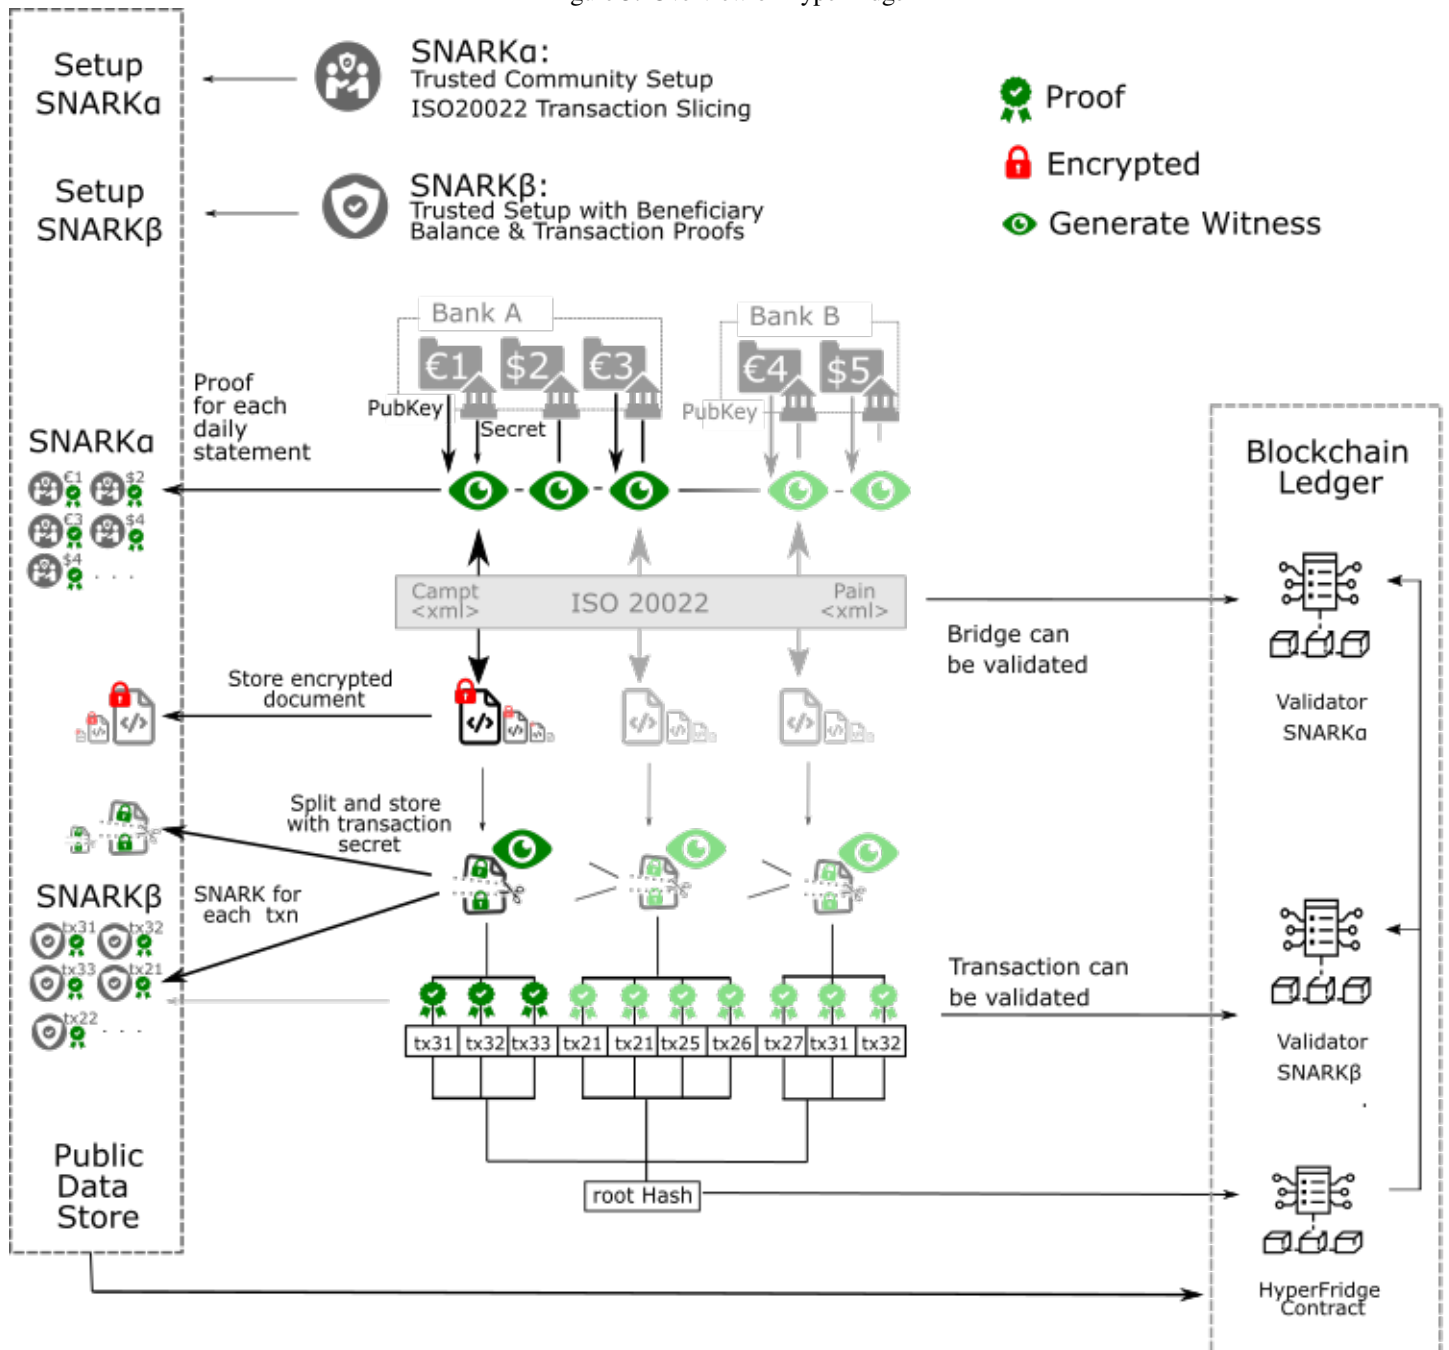 Setup
SNARKα
SNARKα:
Trusted Community Setup
ISO20022 Transaction Slicing
Proof
Encrypted
Generate Witness
Setup
SNARKβ
SNARKβ:
Trusted Setup with Beneficiary
Balance & Transaction Proofs
Bank A
€1 $2 €3
PubKey
Secret
Bank B
€4 $5
PubKey
Proof
for each
daily
statement
SNARKα
€1 $2
€3 $4
$4 . . .
Campt
<xml>
ISO 20022
Pain
<xml>
Bridge can
be validated
Blockchain
Ledger
Validator
SNARKα
Store encrypted
document
</> </> </>
Split and store
with transaction
secret
SNARKβ
SNARK for
each txn
tx31 tx32
tx33 tx21
tx22 . . .
Transaction can
be validated
tx31 tx32 tx33 tx21 tx21 tx25 tx26 tx27 tx31 tx32
Validator
SNARKβ
.
root Hash
Public
Data
Store
HyperFridge
Contract